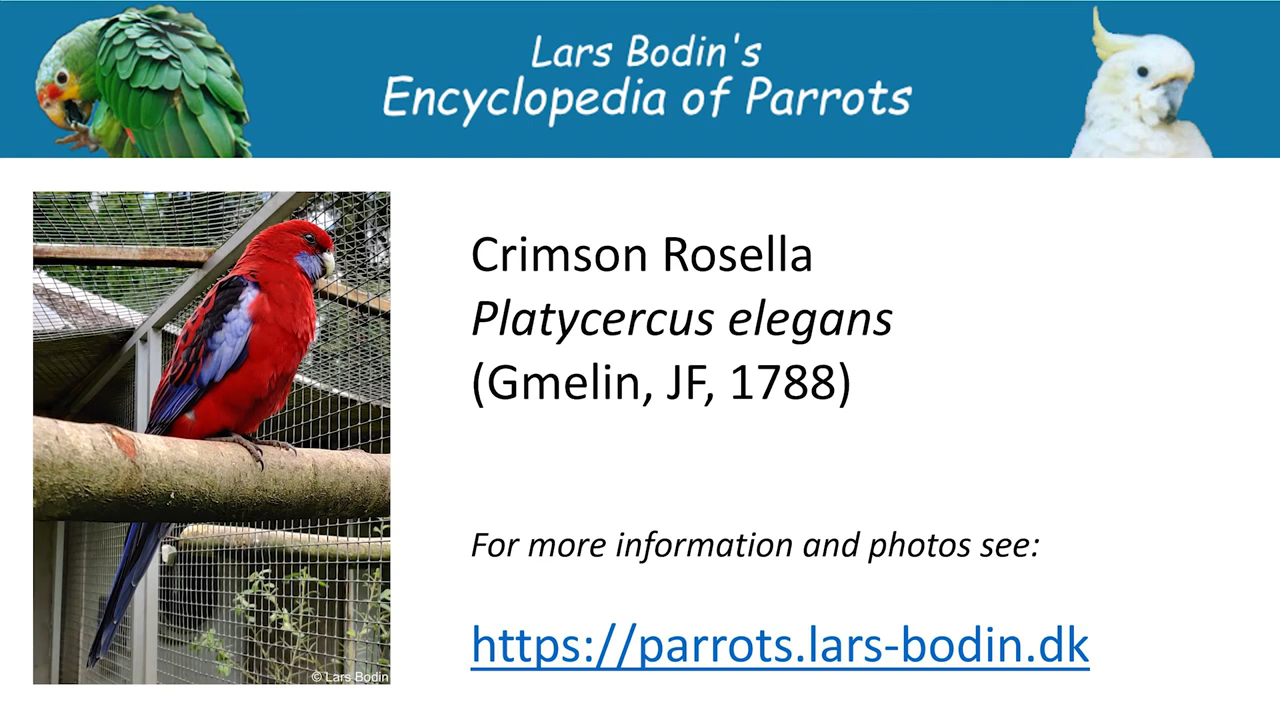 Lars Bodin's
Encyclopedia of Parrots
Crimson Rosella
Platycercus elegans
(Gmelin, JF, 1788)
For more information and photos see:
https://parrots.lars-bodin.dk
© Lars Bodin